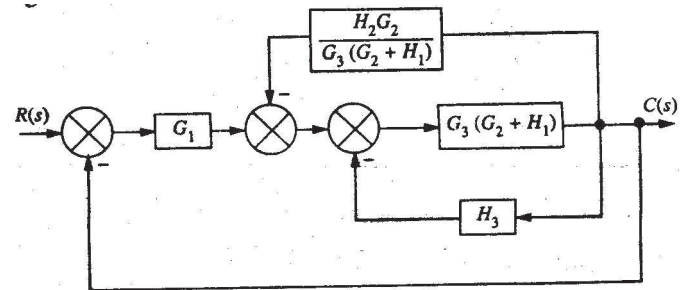 H₂G₂
G₃ (G₂ + H₁)
R(s)
G₁
G₃ (G₂ + H₁)
C(s)
H₃
−
−
−